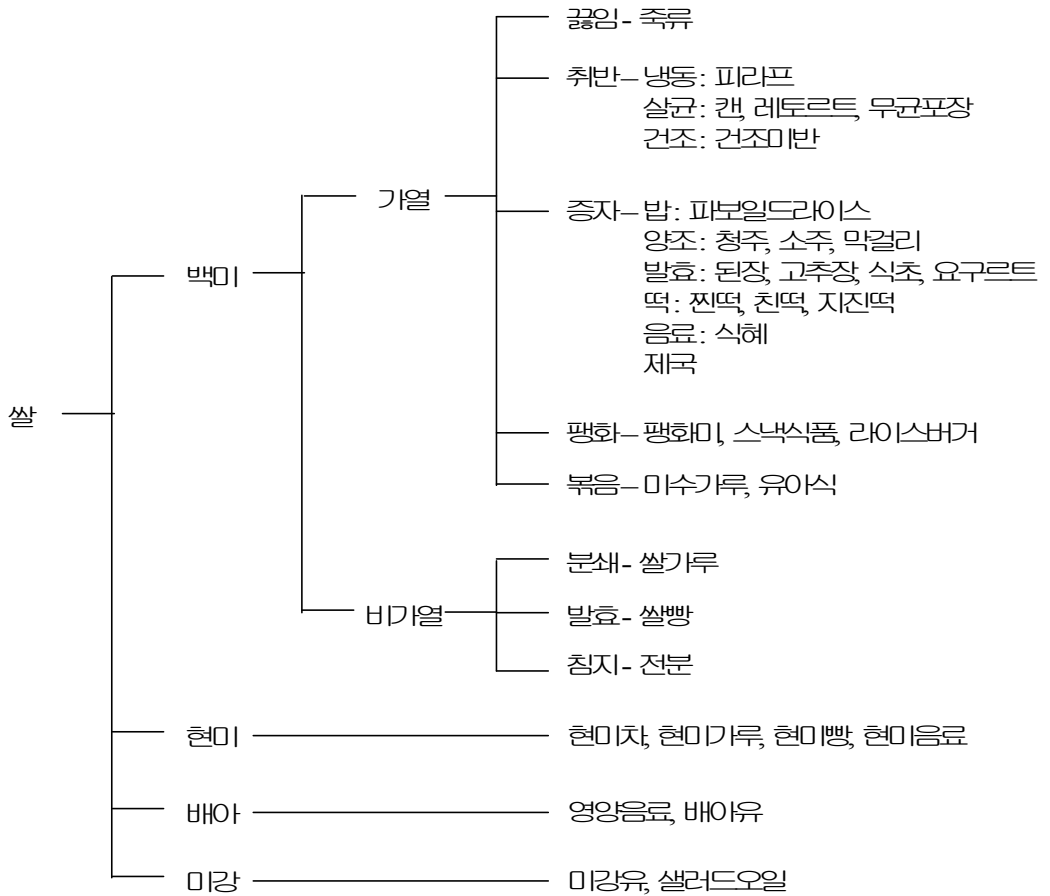 끓임 - 죽류
취반 – 냉동 : 피라프
살균 : 캔, 레토르트, 무균포장
건조 : 건조미반
가열
증자 – 밥 : 파보일드라이스
양조 : 청주, 소주, 막걸리
백미
발효 : 된장, 고추장, 식초, 요구르트
떡 : 찐떡, 친떡, 지진떡
음료 : 식혜
제국
쌀
팽화 – 팽화미, 스낵식품, 라이스버거
볶음 – 미수가루, 유아식
분쇄 - 쌀가루
비가열
발효 - 쌀빵
침지 - 전분
현미
현미차, 현미가루, 현미빵, 현미음료
배아
영양음료, 배아유
미강
미강유, 샐러드오일